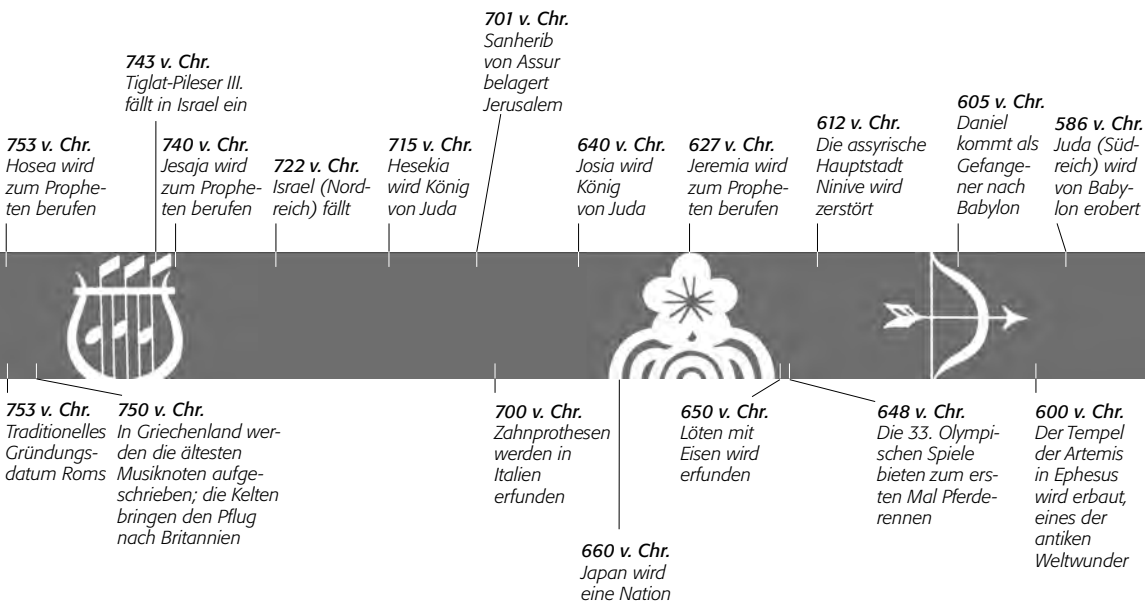 753 v. Chr.
Hosea wird
zum Prophe-
ten berufen
743 v. Chr.
Tiglat-Pileser III.
fällt in Israel ein
740 v. Chr.
Jesaja wird
zum Prophe-
ten berufen
722 v. Chr.
Israel (Nord-
reich) fällt
715 v. Chr.
Hesekia
wird König
von Juda
701 v. Chr.
Sanherib
von Assur
belagert
Jerusalem
640 v. Chr.
Josia wird
König
von Juda
627 v. Chr.
Jeremia wird
zum Prophe-
ten berufen
612 v. Chr.
Die assyrische
Hauptstadt
Ninive wird
zerstört
605 v. Chr.
Daniel
kommt als
Gefange-
ner nach
Babylon
586 v. Chr.
Juda (Süd-
reich) wird
von Baby-
lon erobert
753 v. Chr.
Traditionelles
Gründungs-
datum Roms
750 v. Chr.
In Griechenland wer-
den die ältesten
Musiknoten aufge-
schrieben; die Kelten
bringen den Pflug
nach Britannien
700 v. Chr.
Zahnprothesen
werden in
Italien
erfunden
660 v. Chr.
Japan wird
eine Nation
650 v. Chr.
Löten mit
Eisen wird
erfunden
648 v. Chr.
Die 33. Olympi-
schen Spiele
bieten zum ers-
ten Mal Pferde-
rennen
600 v. Chr.
Der Tempel
der Artemis
in Ephesus
wird erbaut,
eines der
antiken
Weltwunder